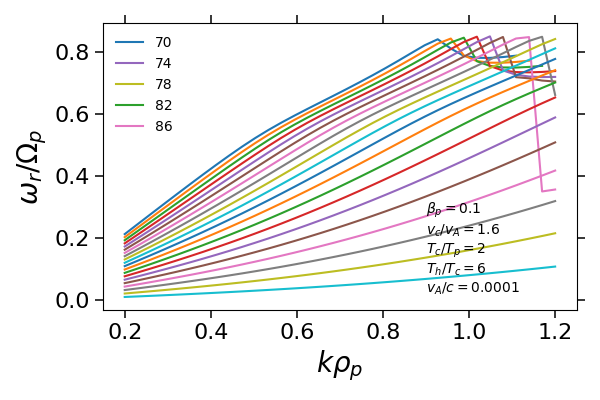 70
74
78
82
86
ω_r/Ω_p
0.8
0.6
0.4
0.2
0.0
β_p = 0.1
v_c/v_A = 1.6
T_c/T_p = 2
T_h/T_c = 6
v_A/c = 0.0001
0.2 0.4 0.6 0.8 1.0 1.2
kρ_p